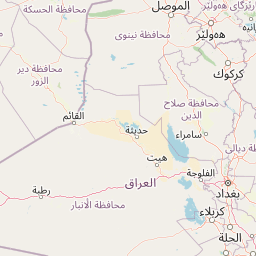 الموصل
محافظة الحسكة
هەولێر
محافظة نينوى
هەولێر
محافظة دير
الزور
كركوك
محافظة صلاح
الدين
القائم
حديثة
سامراء
هيت
الفلوجة
العراق
بغداد
رطبة
محافظة الأنبار
كربلاء
الحلة